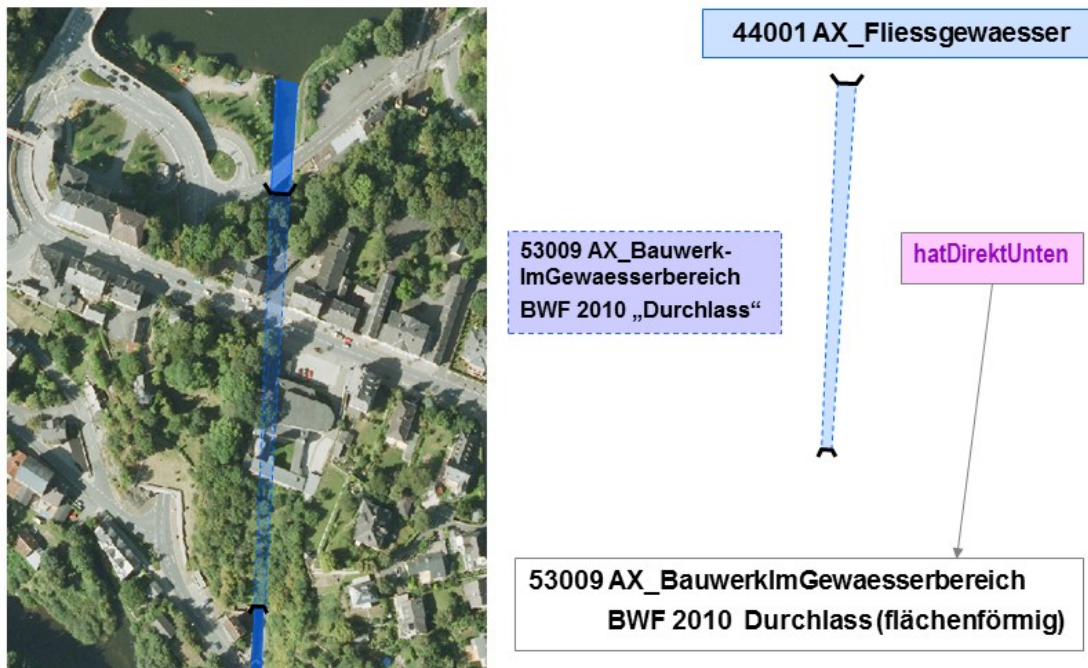 44001 AX_Fliessgewaesser
53009 AX_Bauwerk-
ImGewaesserbereich
BWF 2010 „Durchlass“
hatDirektUnten
53009 AX_BauwerkImGewaesserbereich
BWF 2010 Durchlass (flächenförmig)